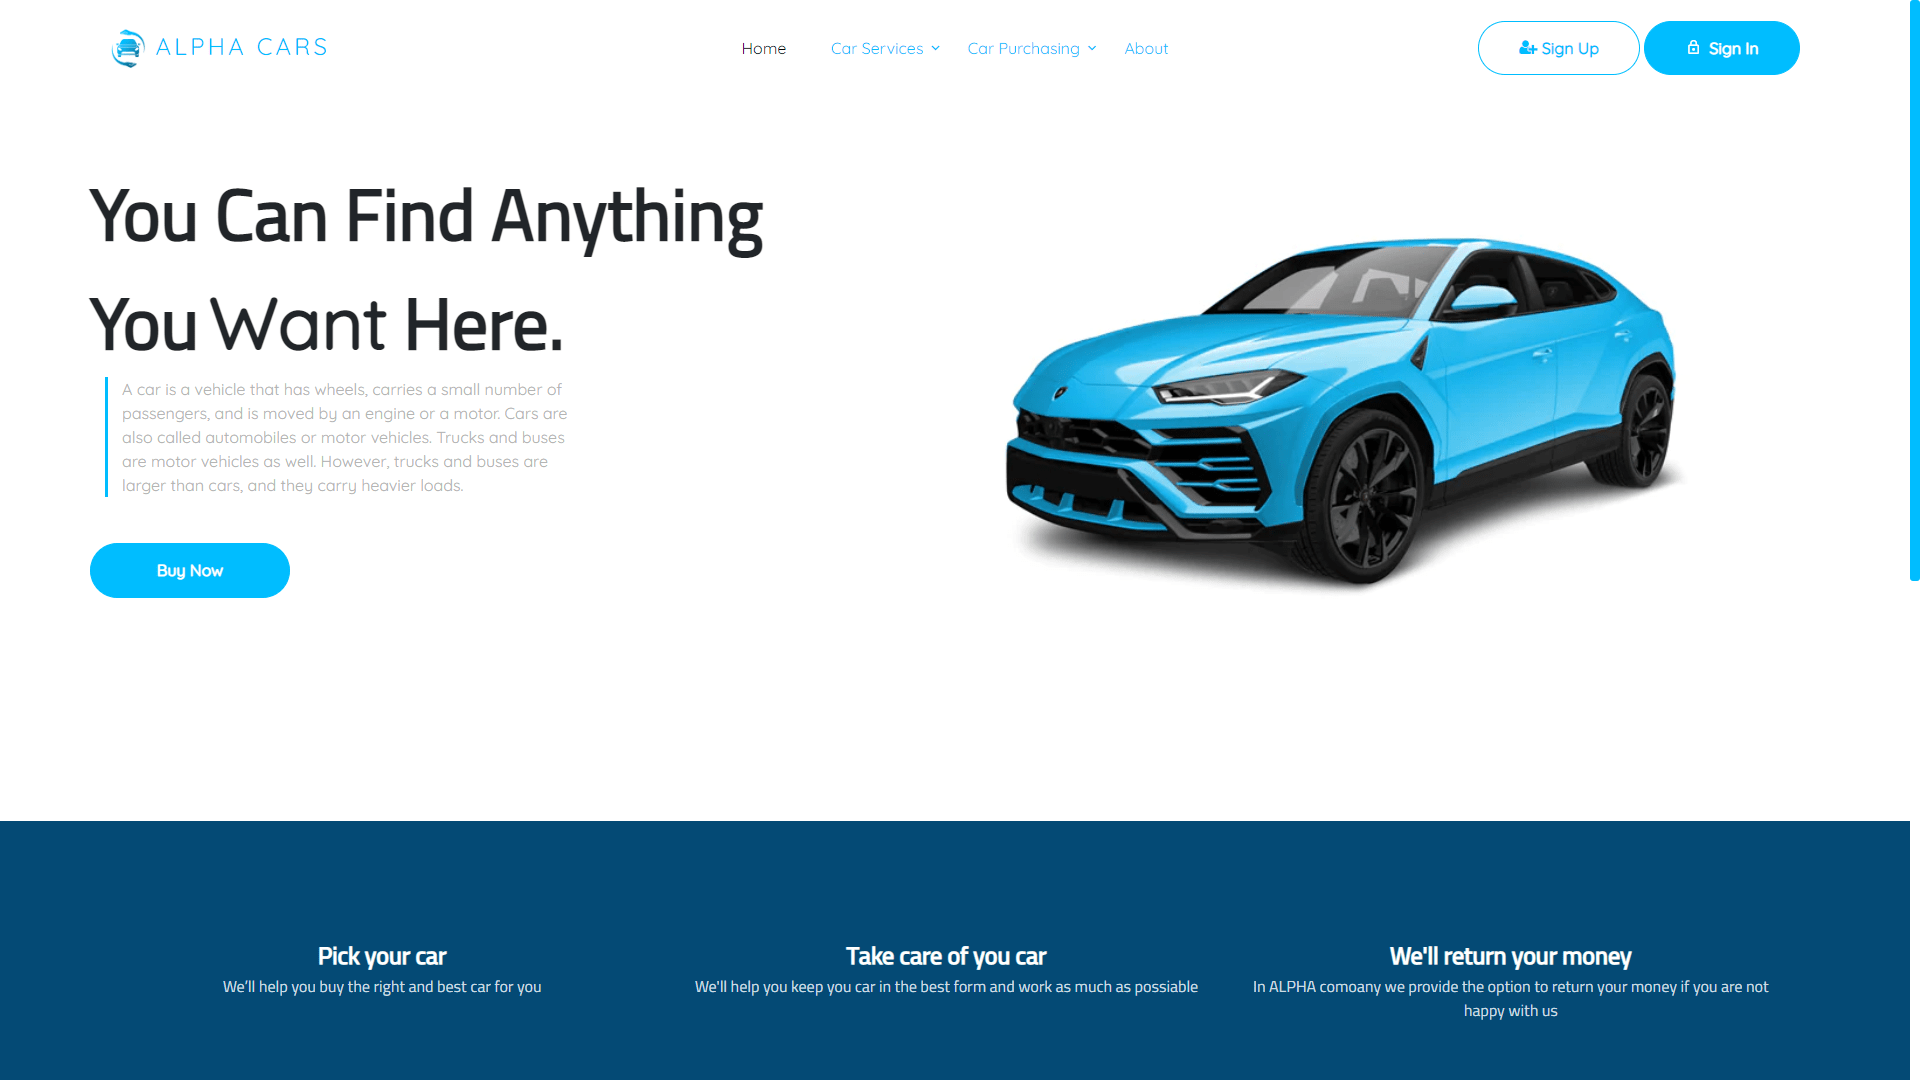 ALPHA CARS
Home
Car Services
Car Purchasing
About
Sign Up
Sign In
You Can Find Anything
You Want Here.
A car is a vehicle that has wheels, carries a small number of
passengers, and is moved by an engine or a motor. Cars are
also called automobiles or motor vehicles. Trucks and buses
are motor vehicles as well. However, trucks and buses are
larger than cars, and they carry heavier loads.
Buy Now
Pick your car
We'll help you buy the right and best car for you
Take care of you car
We'll help you keep you car in the best form and work as much as possiable
We'll return your money
In ALPHA comoany we provide the option to return your money if you are not
happy with us